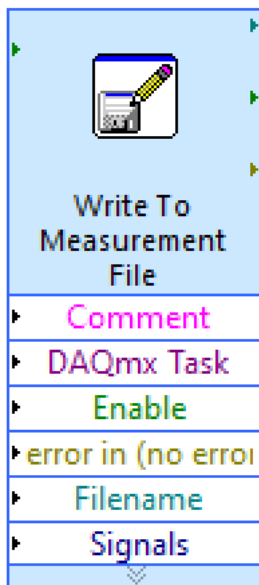 Write To
Measurement
File
Comment
DAQmx Task
Enable
error in (no error
Filename
Signals